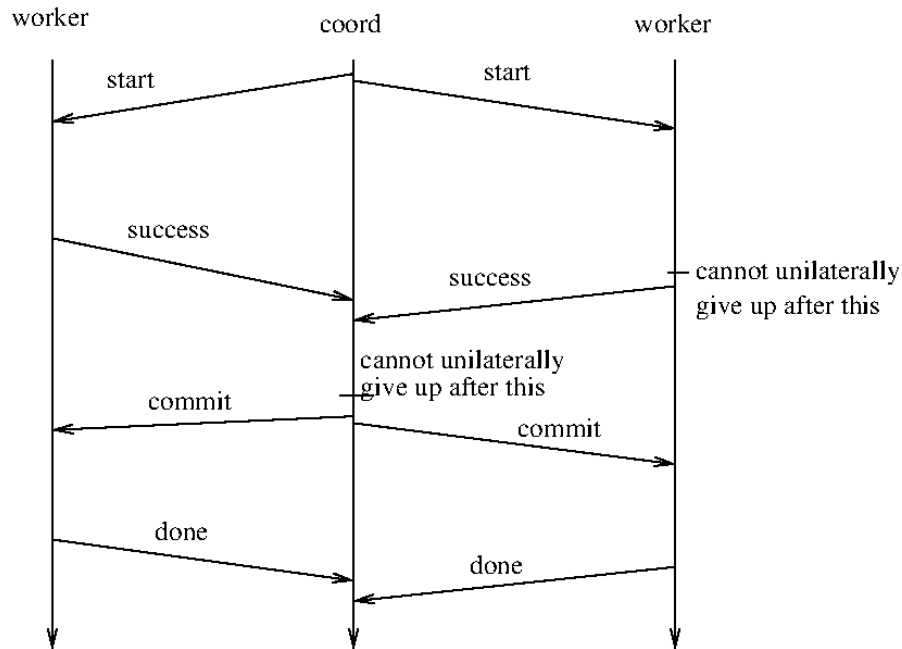 worker
coord
worker
start
start
success
success
cannot unilaterally
give up after this
cannot unilaterally
give up after this
commit
commit
done
done